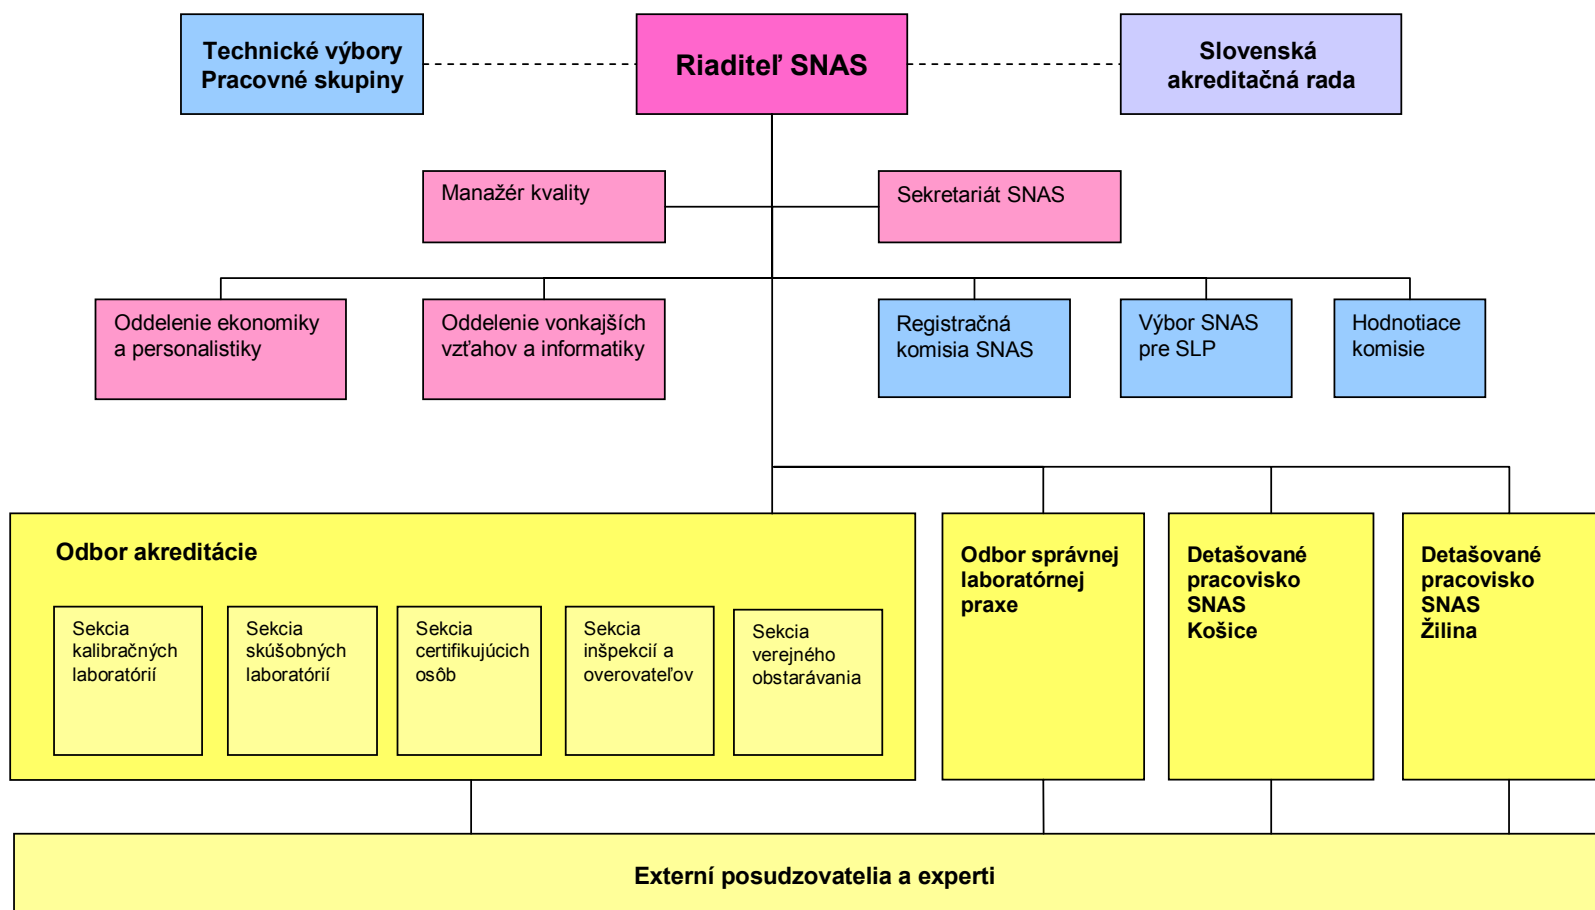 Technické výbory
Pracovné skupiny
Riaditeľ SNAS
Slovenská
akreditačná rada
Manažér kvality
Sekretariát SNAS
Oddelenie ekonomiky
a personalistiky
Oddelenie vonkajších
vzťahov a informatiky
Registračná
komisia SNAS
Výbor SNAS
pre SLP
Hodnotiace
komisie
Odbor akreditácie
Sekcia
kalibračných
laboratórií
Sekcia
skúšobných
laboratórií
Sekcia
certifikujúcich
osôb
Sekcia
inšpekcií a
overovateľov
Sekcia
verejného
obstarávania
Odbor správnej
laboratórnej
praxe
Detašované
pracovisko
SNAS
Košice
Detašované
pracovisko
SNAS
Žilina
Externí posudzovatelia a experti